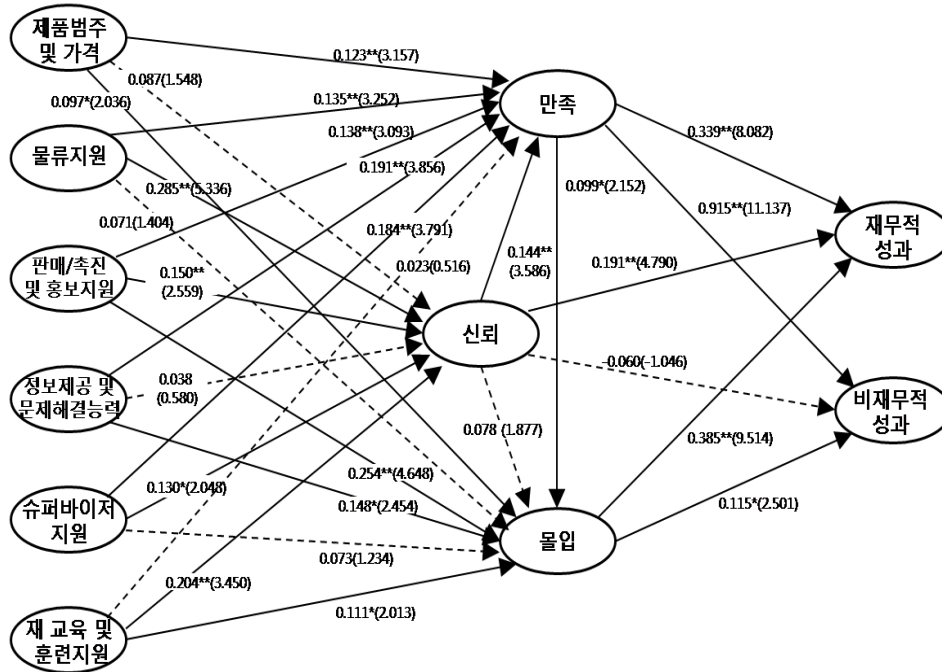 제품범주
및 가격
0.123**(3.157)
0.087(1.548)
0.097*(2.036)
0.135**(3.252)
만족
물류지원
0.138**(3.093)
0.339**(8.082)
0.191**(3.856)
0.285**(5.336)
0.099*(2.152)
0.071(1.404)
0.184**(3.791)
0.915**(11.137)
재무적
성과
판매/촉진
및 홍보지원
0.150**
(2.559)
0.023(0.516)
0.144**
(3.586)
0.191**(4.790)
신뢰
-0.060(-1.046)
정보제공 및
문제해결능력
0.038
(0.580)
비재무적
성과
0.078 (1.877)
0.385**(9.514)
0.254**(4.648)
0.130*(2.048)
0.148*(2.454)
0.115*(2.501)
슈퍼바이저
지원
몰입
0.073(1.234)
0.204**(3.450)
0.111*(2.013)
재 교육 및
훈련지원